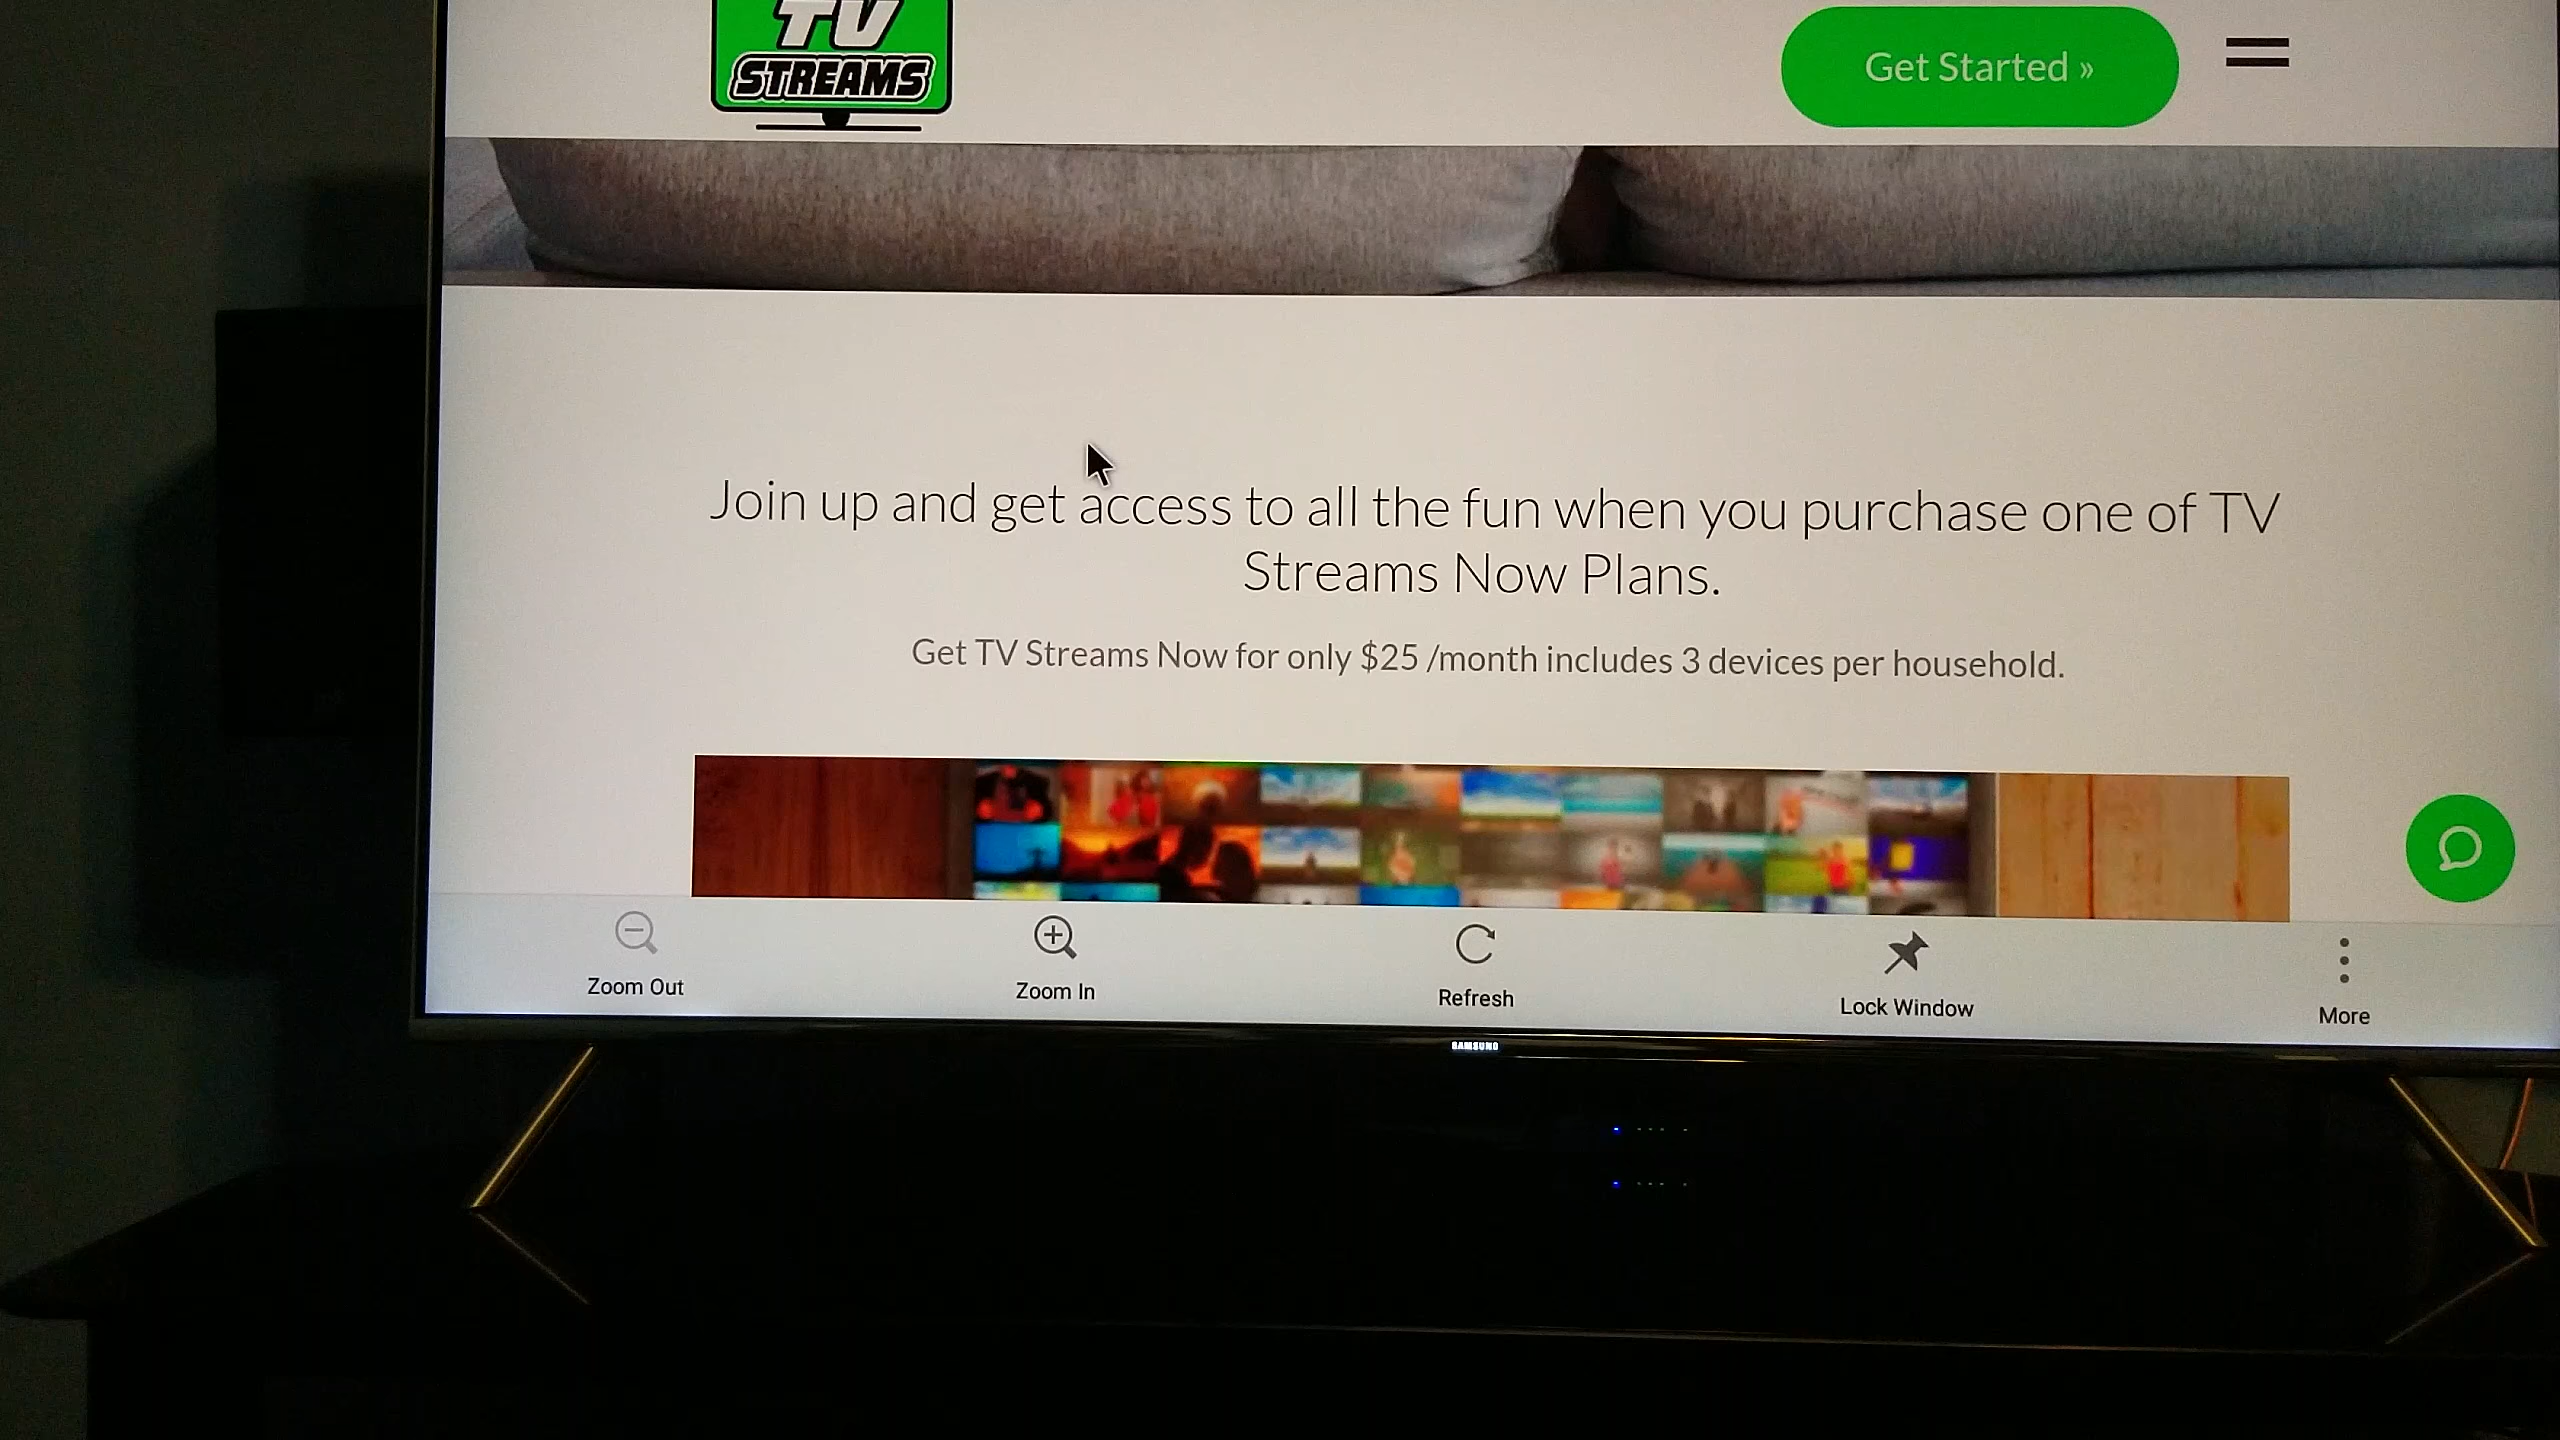 TV
STREAMS
Get Started »
Join up and get access to all the fun when you purchase one of TV
Streams Now Plans.
Get TV Streams Now for only $25 /month includes 3 devices per household.
Zoom Out
Zoom In
Refresh
Lock Window
More
SAMSUNG